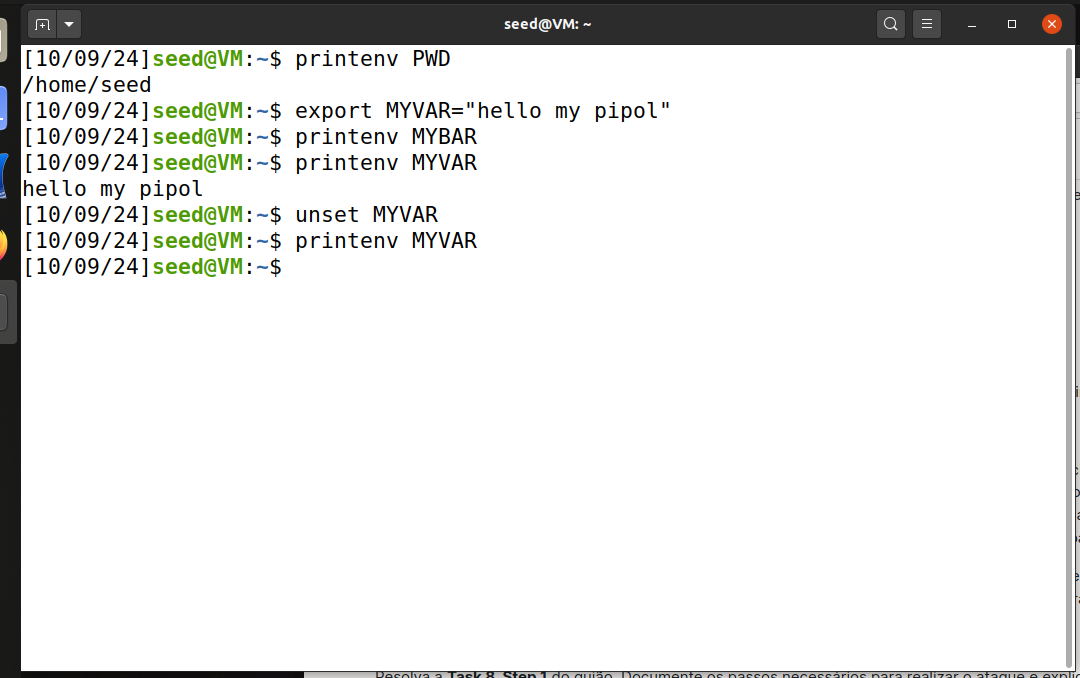 seed@VM: ~
[10/09/24]seed@VM:~$ printenv PWD
/home/seed
[10/09/24]seed@VM:~$ export MYVAR="hello my pipol"
[10/09/24]seed@VM:~$ printenv MYBAR
[10/09/24]seed@VM:~$ printenv MYVAR
hello my pipol
[10/09/24]seed@VM:~$ unset MYVAR
[10/09/24]seed@VM:~$ printenv MYVAR
[10/09/24]seed@VM:~$
Resolva a Task 8, Step 1 do guião. Documente os passos necessários para realizar o ataque e